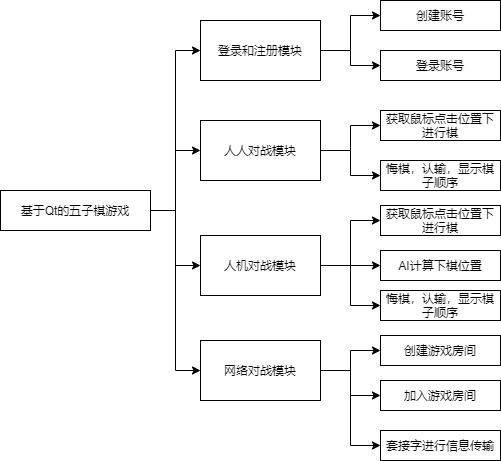 创建账号
登录和注册模块
登录账号
获取鼠标点击位置下
进行棋
人人对战模块
悔棋，认输，显示棋
子顺序
基于Qt的五子棋游戏
获取鼠标点击位置下
进行棋
人机对战模块
AI计算下棋位置
悔棋，认输，显示棋
子顺序
创建游戏房间
网络对战模块
加入游戏房间
套接字进行信息传输